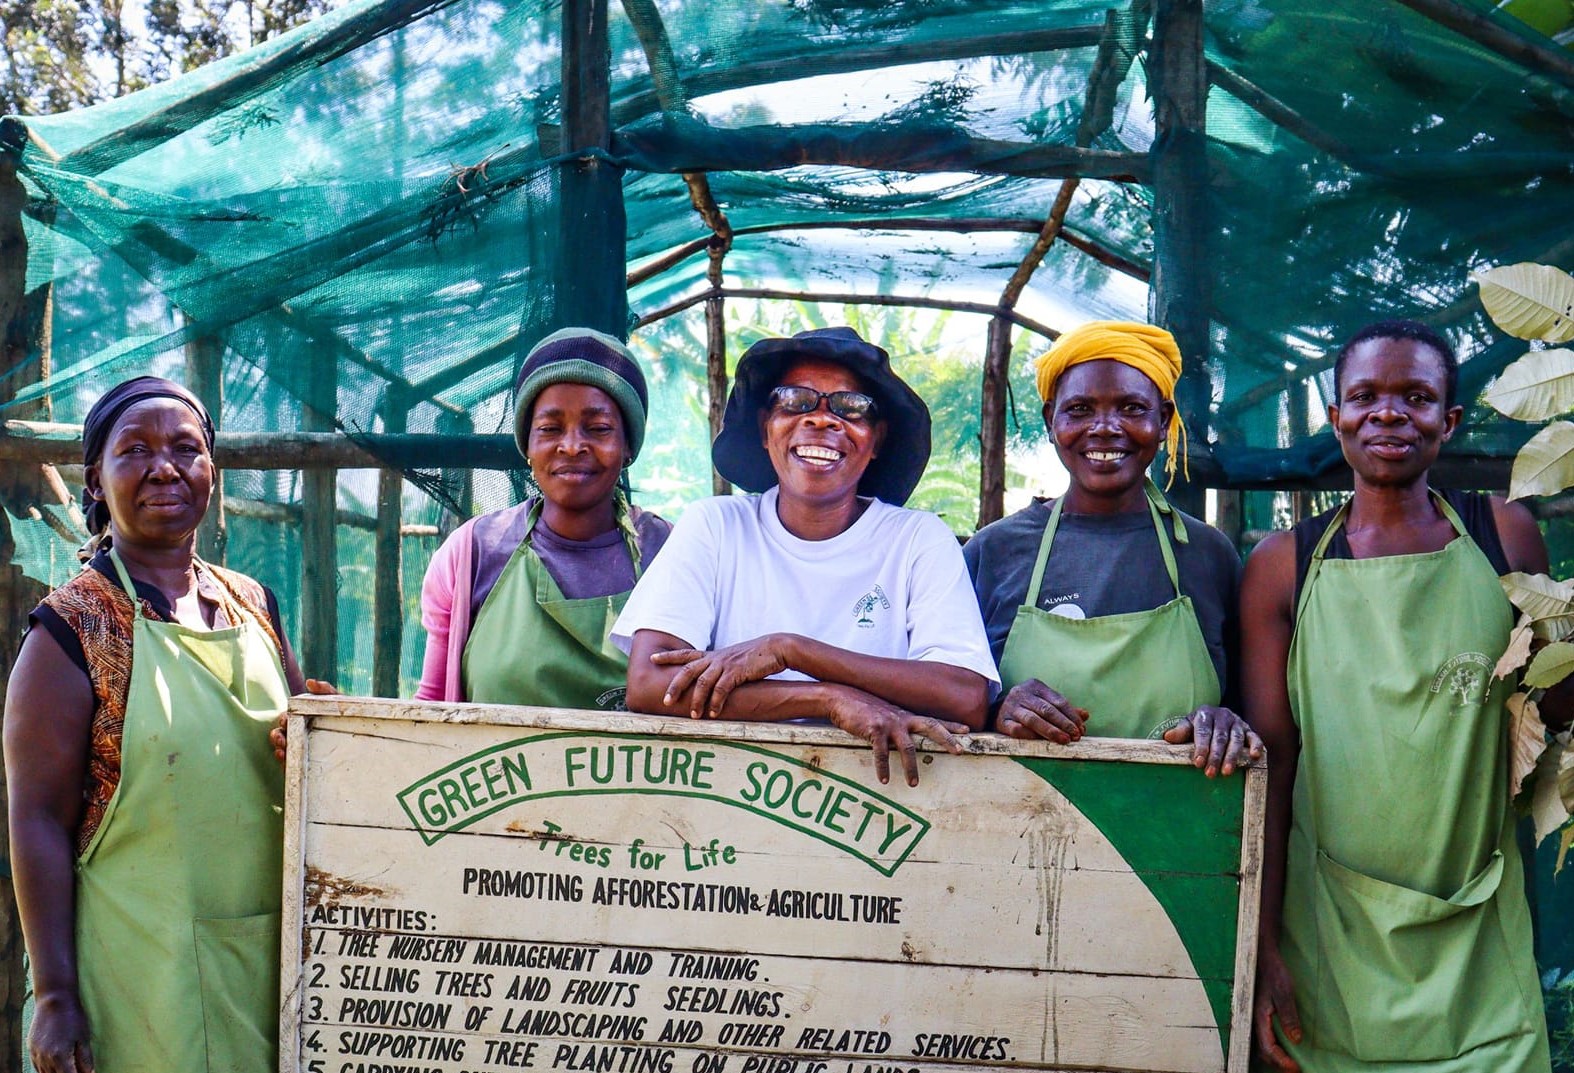 ALWAYS
GREEN FUTURE SOCIETY
Trees for Life
PROMOTING AFFORESTATION & AGRICULTURE
ACTIVITIES:
1. TREE NURSERY MANAGEMENT AND TRAINING.
2. SELLING TREES AND FRUITS SEEDLINGS.
3. PROVISION OF LANDSCAPING AND OTHER RELATED SERVICES.
4. SUPPORTING TREE PLANTING ON PUBLIC LANDS
5. CARRYING